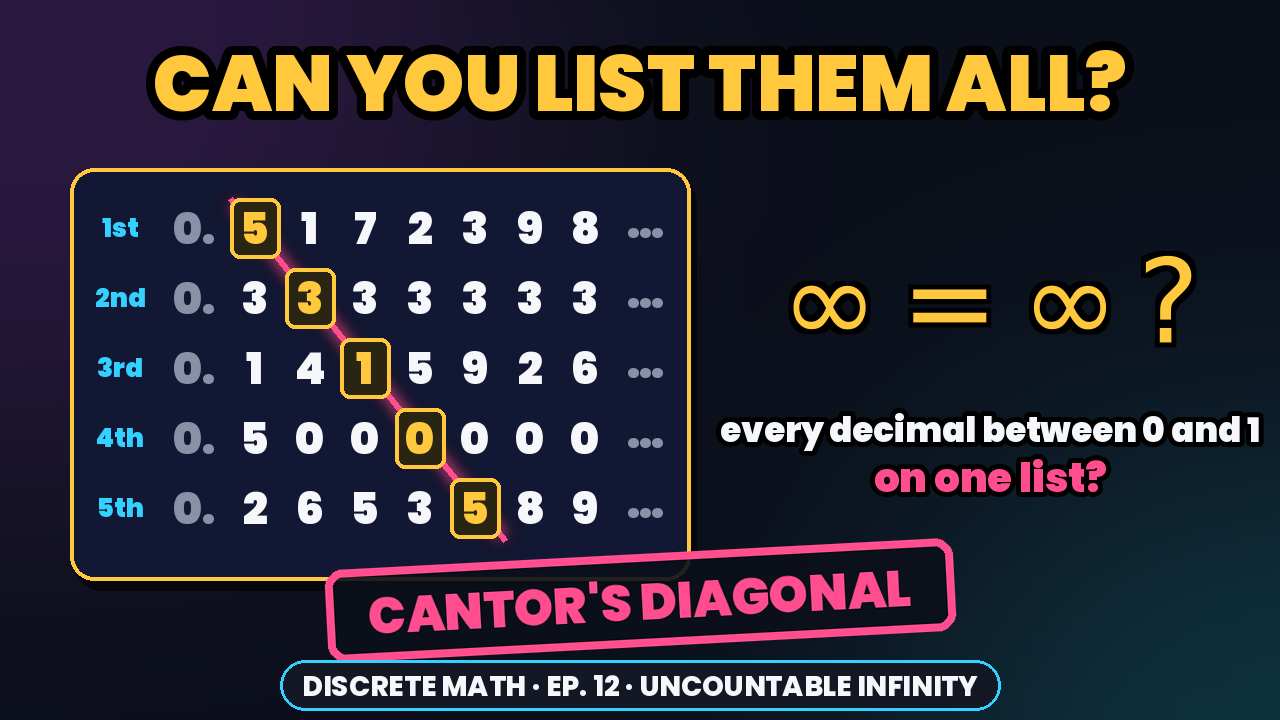 CAN YOU LIST THEM ALL?
1st 0. 5 1 7 2 3 9 8 ...
2nd 0. 3 3 3 3 3 3 3 ...
3rd 0. 1 4 1 5 9 2 6 ...
4th 0. 5 0 0 0 0 0 0 ...
5th 0. 2 6 5 3 5 8 9 ...
∞ = ∞ ?
every decimal between 0 and 1
on one list?
CANTOR'S DIAGONAL
DISCRETE MATH · EP. 12 · UNCOUNTABLE INFINITY